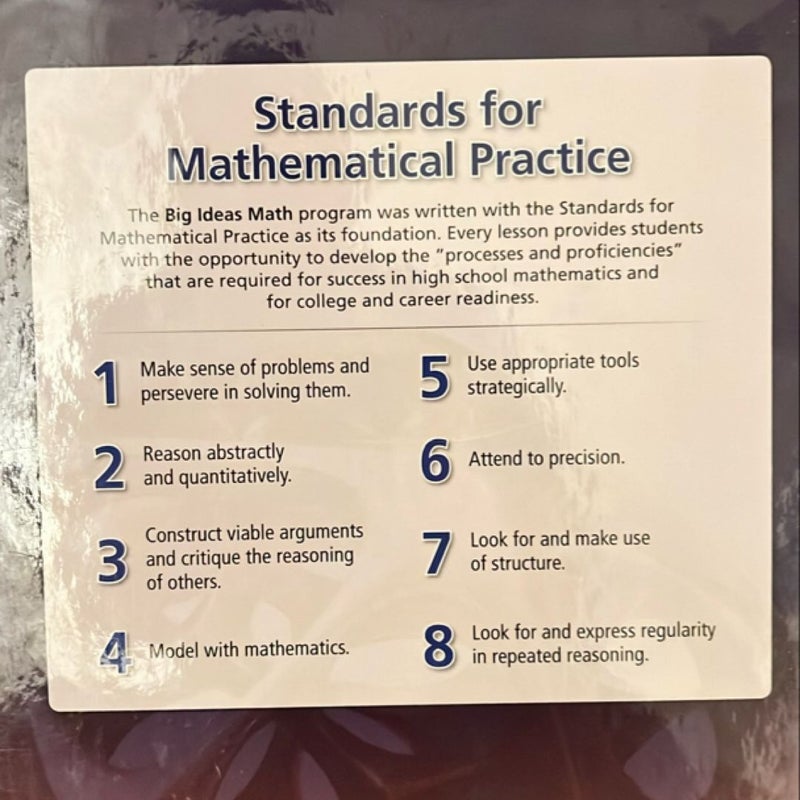 Standards for
Mathematical Practice
The Big Ideas Math program was written with the Standards for
Mathematical Practice as its foundation. Every lesson provides students
with the opportunity to develop the “processes and proficiencies”
that are required for success in high school mathematics and
for college and career readiness.
1 Make sense of problems and
persevere in solving them.
2 Reason abstractly
and quantitatively.
3 Construct viable arguments
and critique the reasoning
of others.
4 Model with mathematics.
5 Use appropriate tools
strategically.
6 Attend to precision.
7 Look for and make use
of structure.
8 Look for and express regularity
in repeated reasoning.